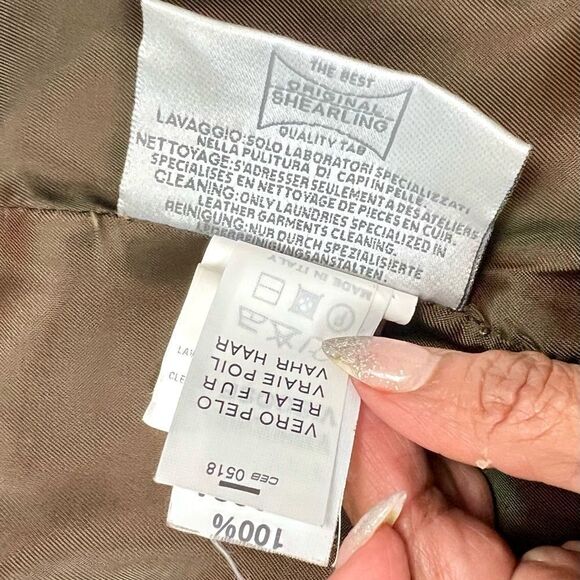 THE BEST
ORIGINAL
SHEARLING
QUALITY TAB
LAVAGGIO:SOLO LABORATORI SPECIALIZZATI
NELLA PULITURA DI CAPI IN PELLE.
NETTOYAGE:S'ADRESSER SEULEMENT A DES ATELIERS
SPECIALISES EN NETTOYAGE DE PIECES EN CUIR.
CLEANING:ONLY LAUNDRIES SPECIALIZED IN
LEATHER GARMENTS CLEANING.
REINIGUNG:NUR DURCH SPEZIALISIERTE
LEDERREINIGUNGSANSTALTEN.
MADE IN ITALY
CEB 0518
VERO PELO
REAL FUR
VRAIE POIL
VAHR HAAR
100%